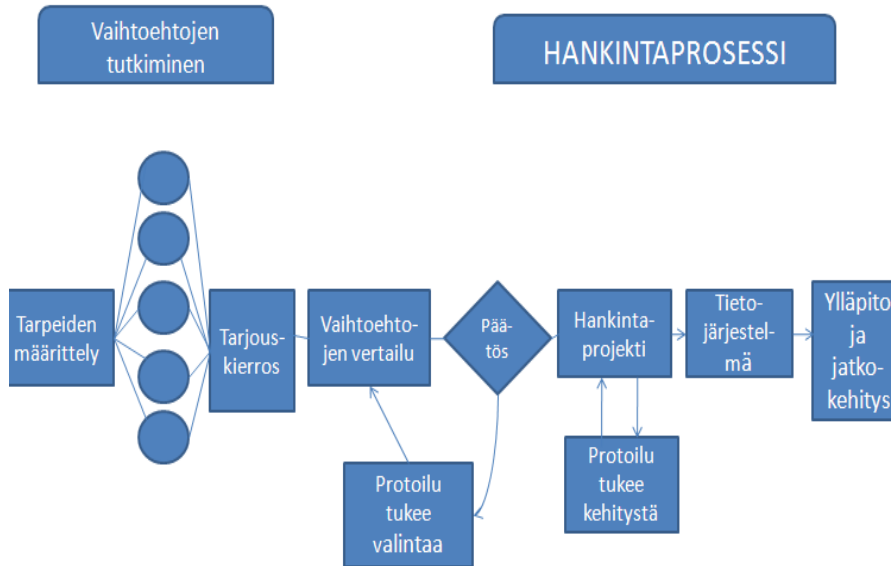 Vaihtoehtojen
tutkiminen
HANKINTAPROSESSI
Tarpeiden
määrittely
Tarjous-
kierros
Vaihtoehto-
jen vertailu
Pää-
tös
Hankinta-
projekti
Tieto-
järjestel-
mä
Ylläpito
ja
jatko-
kehitys
Protoilu
tukee
valintaa
Protoilu
tukee
kehitystä